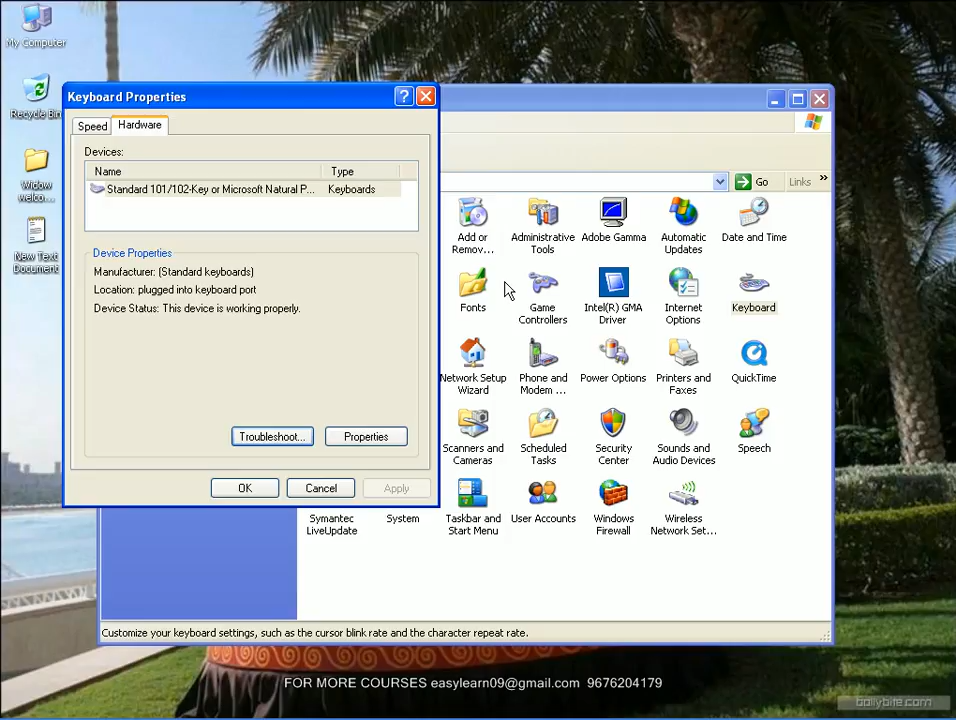 My Computer
Recycle Bin
Widow
welco...
New Text
Document
Keyboard Properties
?
Speed
Hardware
Devices:
Name
Type
Standard 101/102-Key or Microsoft Natural P...
Keyboards
Device Properties
Manufacturer: (Standard keyboards)
Location: plugged into keyboard port
Device Status: This device is working properly.
Troubleshoot...
Properties
OK
Cancel
Apply
Go
Links
»
Add or
Remov...
Administrative
Tools
Adobe Gamma
Automatic
Updates
Date and Time
Fonts
Game
Controllers
Intel(R) GMA
Driver
Internet
Options
Keyboard
Network Setup
Wizard
Phone and
Modem ...
Power Options
Printers and
Faxes
QuickTime
Scanners and
Cameras
Scheduled
Tasks
Security
Center
Sounds and
Audio Devices
Speech
Symantec
LiveUpdate
System
Taskbar and
Start Menu
User Accounts
Windows
Firewall
Wireless
Network Set...
Customize your keyboard settings, such as the cursor blink rate and the character repeat rate.
FOR MORE COURSES easylearn09@gmail.com 9676204179
bollybite.com